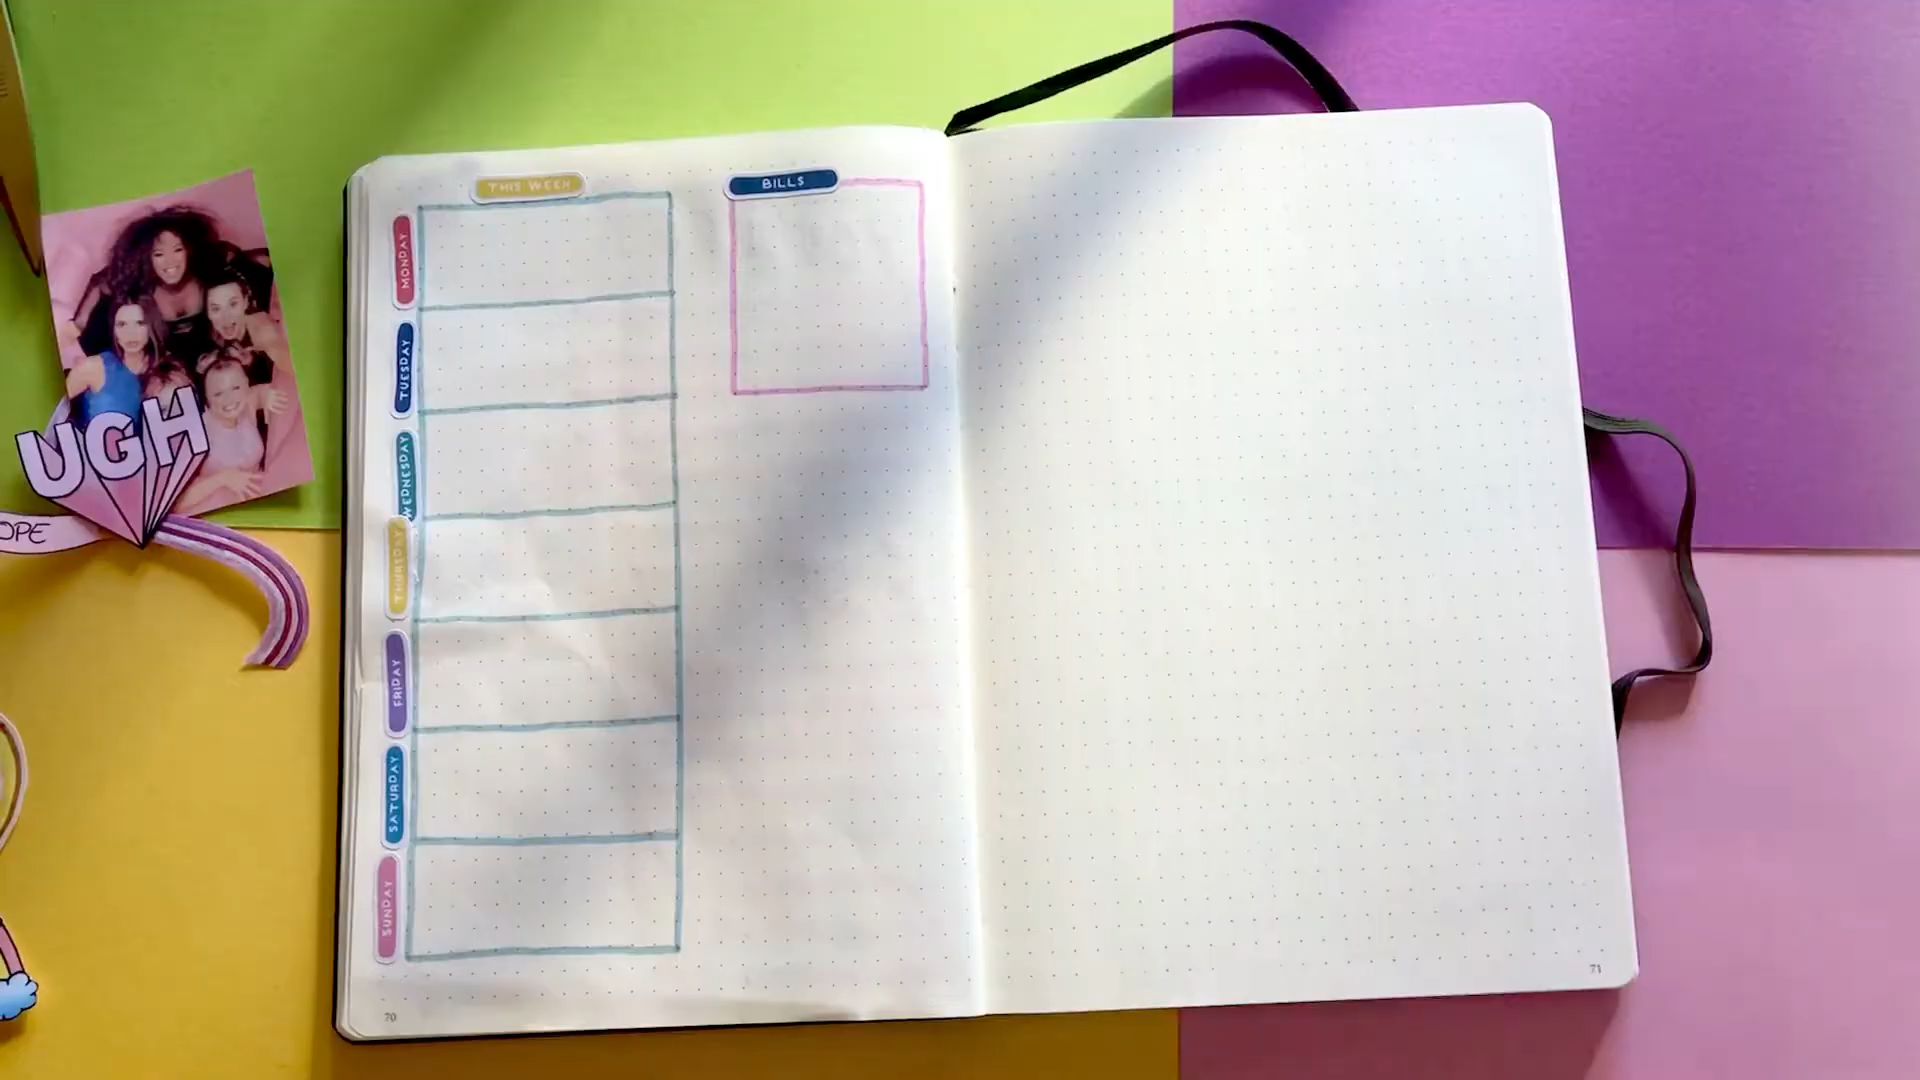 THIS WEEK
BILLS
MONDAY
TUESDAY
WEDNESDAY
THURSDAY
FRIDAY
SATURDAY
SUNDAY
UGH
OPE
70
71